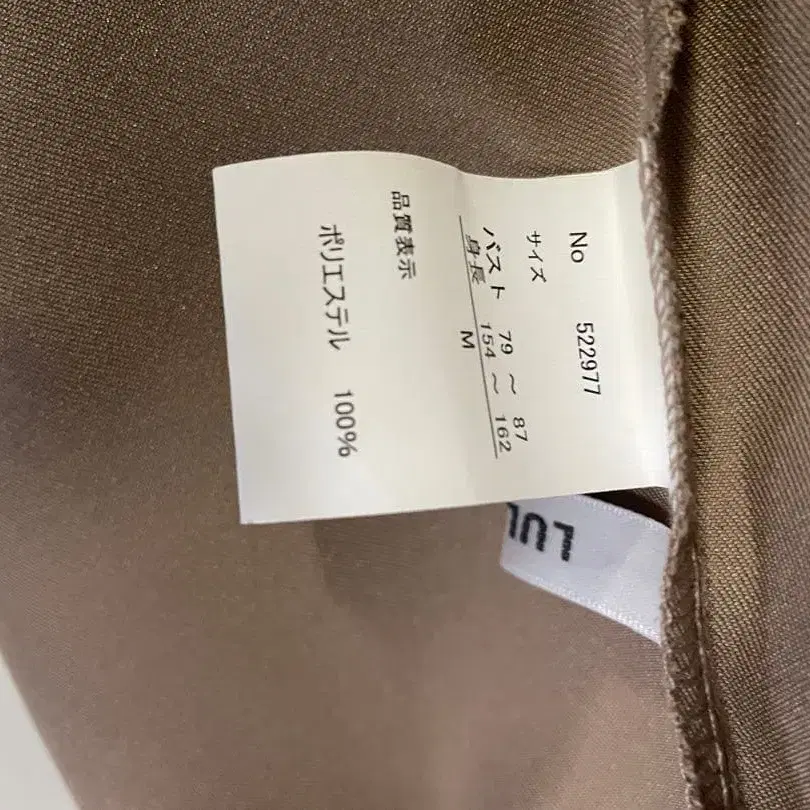 No 522977
サイズ
バスト 79 ～ 87
身長 154 ～ 162
M
品質表示
ポリエステル 100%